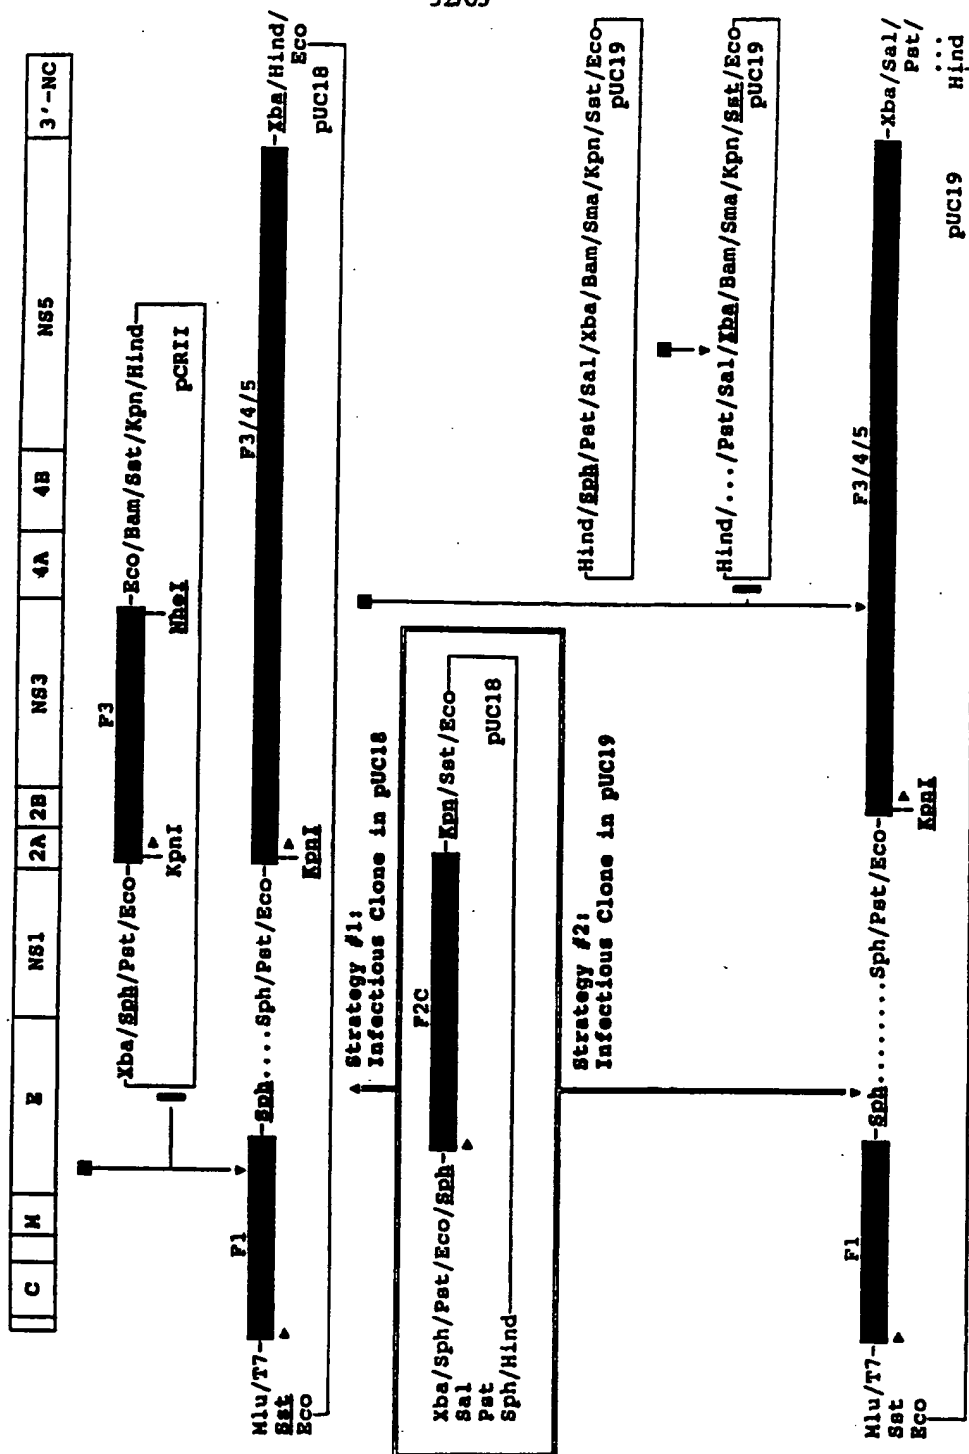 32/63
C
M
E
NS1
2A
2B
NS3
4A
4B
NS5
3'-NC
F3
Xba/Sph/Pst/Eco
Eco/Bam/Sst/Kpn/Hind
KpnI
NheI
pCRII
F1
F3/4/5
Mlu/T7
Sst
Eco
Sph.....Sph/Pst/Eco
KpnI
Xba/Hind/
Eco
pUC18
Strategy #1:
Infectious Clone in pUC18
F2C
Xba/Sph/Pst/Eco/Sph
Sal
Pst
Sph/Hind
Kpn/Sst/Eco
pUC18
Strategy #2:
Infectious Clone in pUC19
Hind/Sph/Pst/Sal/Xba/Bam/Sma/Kpn/Sst/Eco
pUC19
Hind/.../Pst/Sal/Xba/Bam/Sma/Kpn/Sst/Eco
pUC19
F1
F3/4/5
Mlu/T7
Sst
Eco
Sph........Sph/Pst/Eco
KpnI
Xba/Sal/
Pst/
...
Hind
pUC19